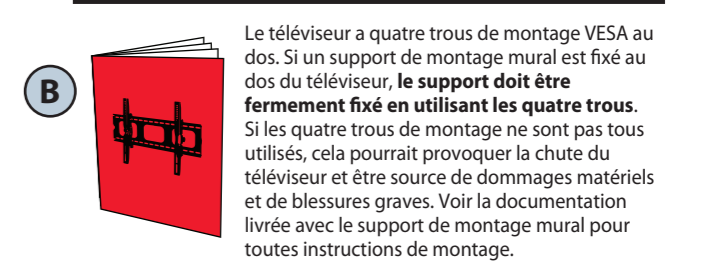 B
Le téléviseur a quatre trous de montage VESA au
dos. Si un support de montage mural est fixé au
dos du téléviseur, le support doit être
fermement fixé en utilisant les quatre trous.
Si les quatre trous de montage ne sont pas tous
utilisés, cela pourrait provoquer la chute du
téléviseur et être source de dommages matériels
et de blessures graves. Voir la documentation
livrée avec le support de montage mural pour
toutes instructions de montage.